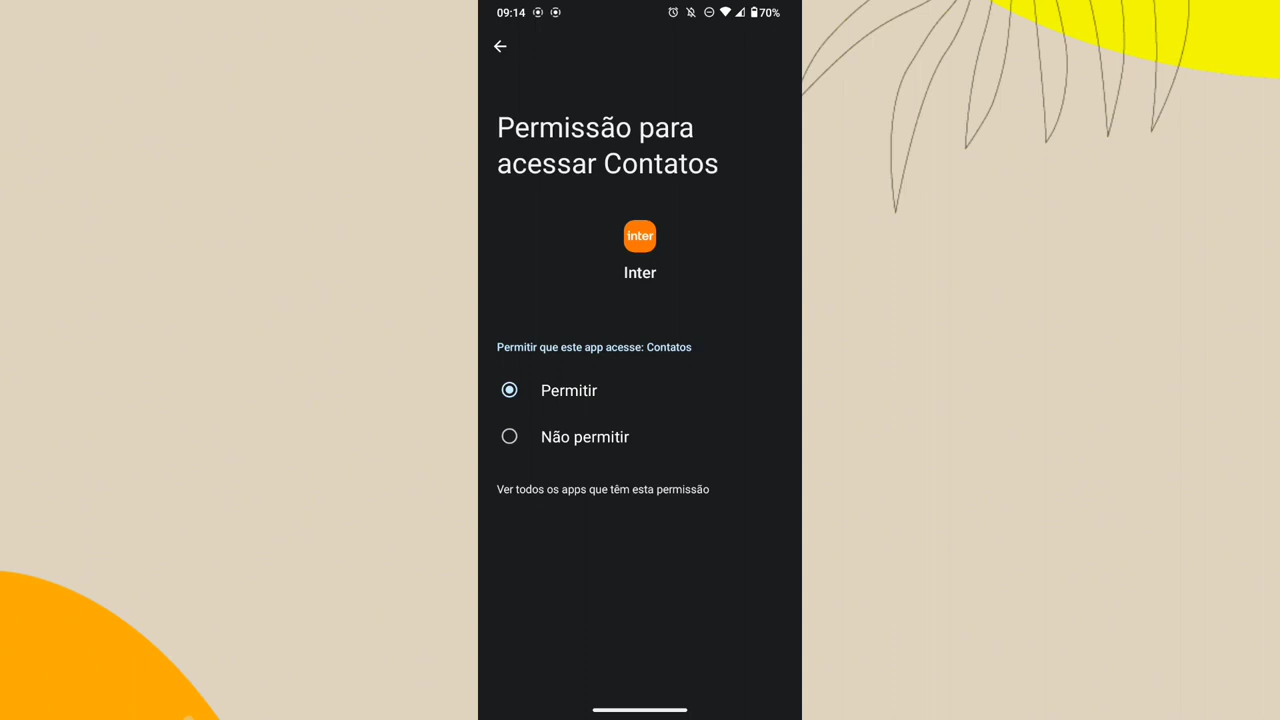 09:14
70%
Permissão para
acessar Contatos
inter
Inter
Permitir que este app acesse: Contatos
Permitir
Não permitir
Ver todos os apps que têm esta permissão